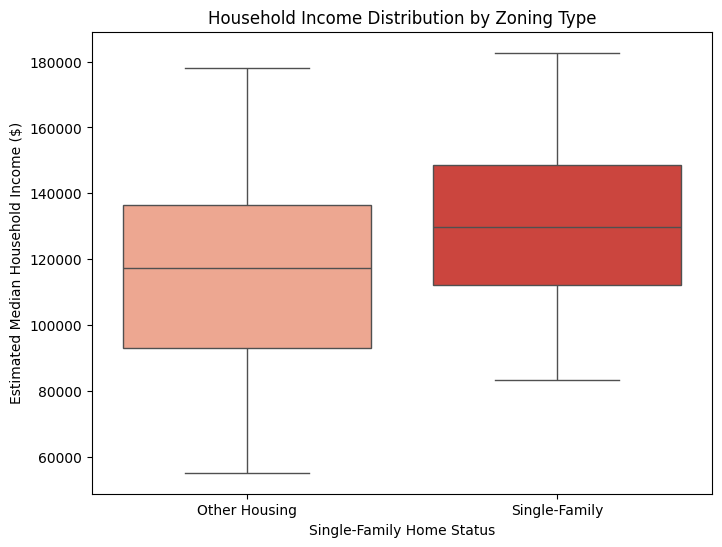 Household Income Distribution by Zoning Type
Estimated Median Household Income ($)
180000
160000
140000
120000
100000
80000
60000
Other Housing
Single-Family
Single-Family Home Status